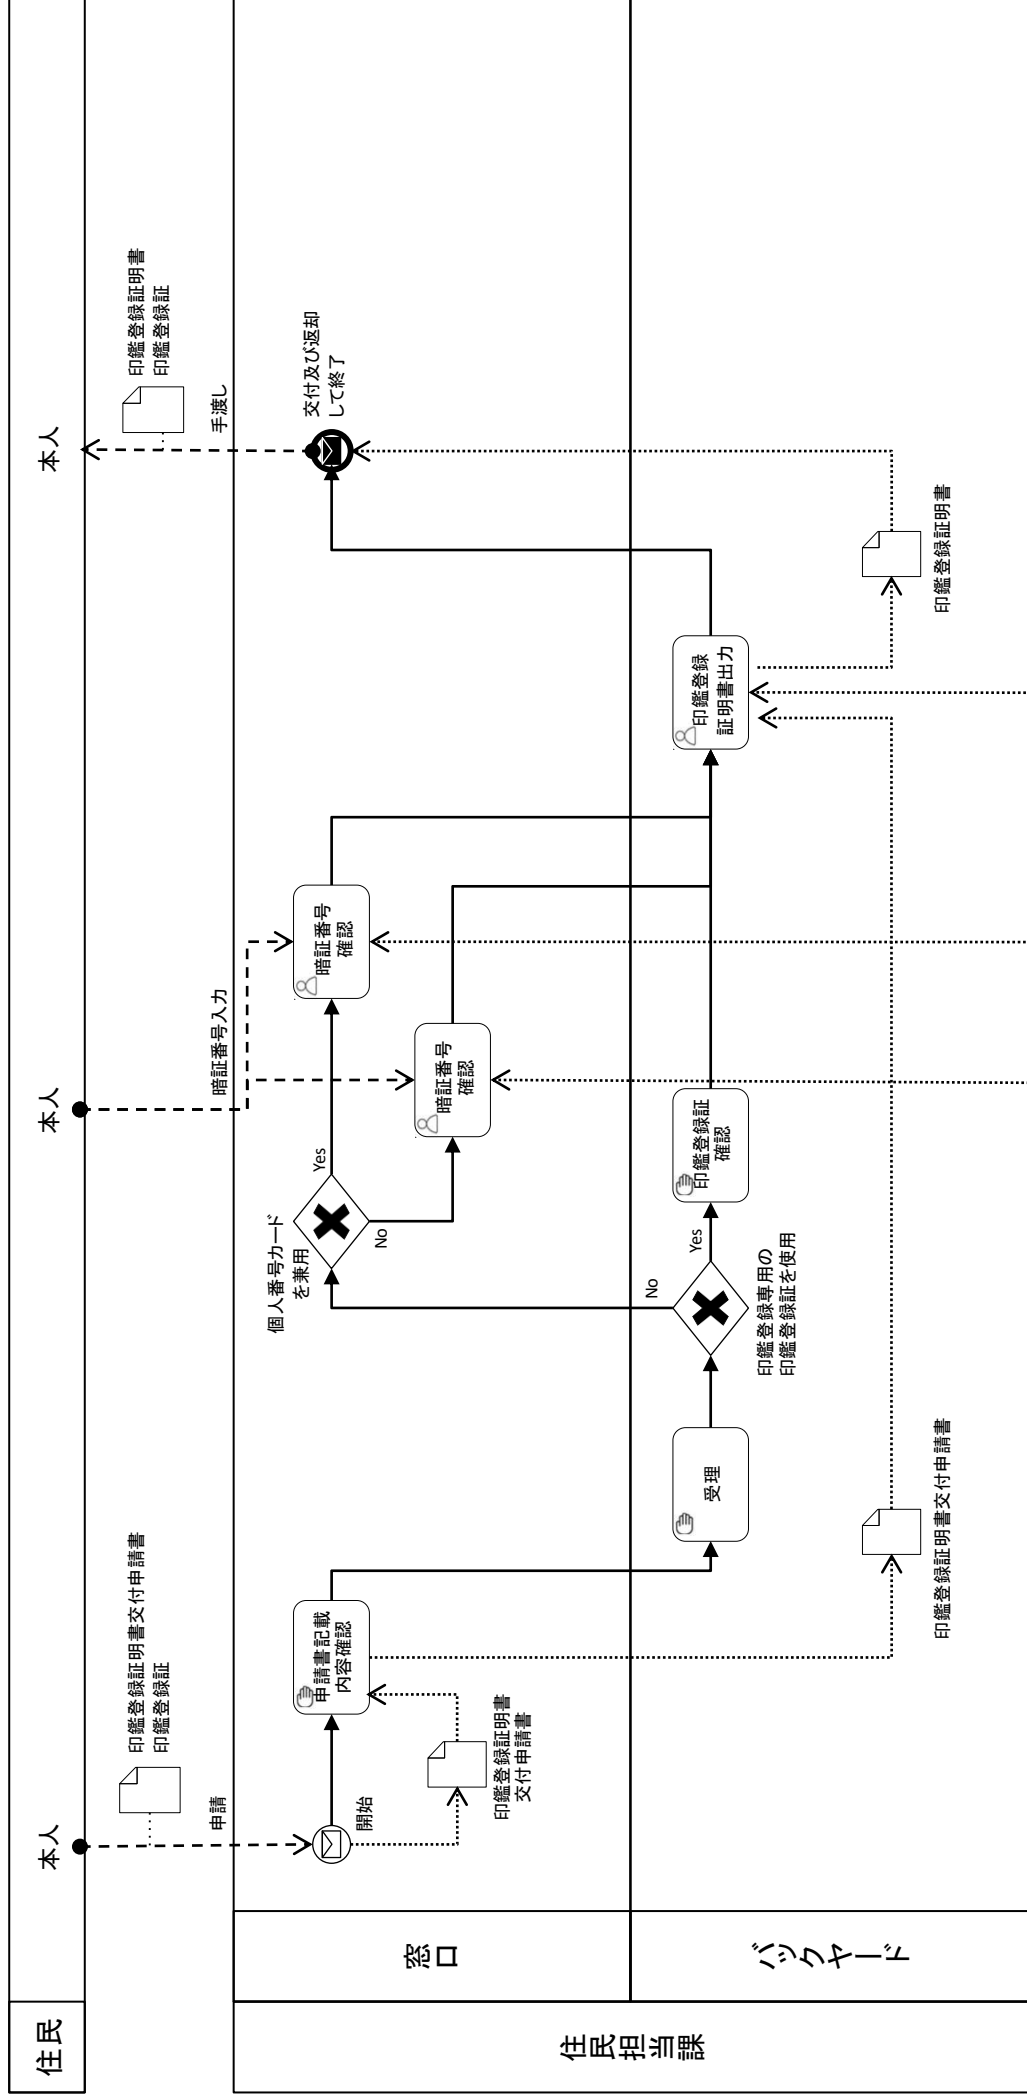 住民
本人
本人
本人
印鑑登録証明書交付申請書
印鑑登録証
申請
暗証番号入力
印鑑登録証明書
印鑑登録証
手渡し
住民担当課
窓口
開始
印鑑登録証明書
交付申請書
申請書記載
内容確認
個人番号カード
を兼用
Yes
No
暗証番号
確認
暗証番号
確認
交付及び返却
して終了
バックヤード
受理
印鑑登録専用の
印鑑登録証を使用
No
Yes
印鑑登録証
確認
印鑑登録
証明書出力
印鑑登録証明書交付申請書
印鑑登録証明書